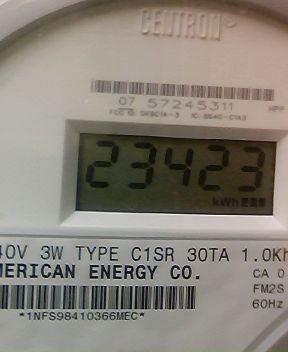 CENTRON
07 57245311
23423
kWh
40V 3W TYPE C1SR 30TA 1.0Kh
MERICAN ENERGY CO.
CA 0
FM2S
60Hz
*1NFS98410366MEC*